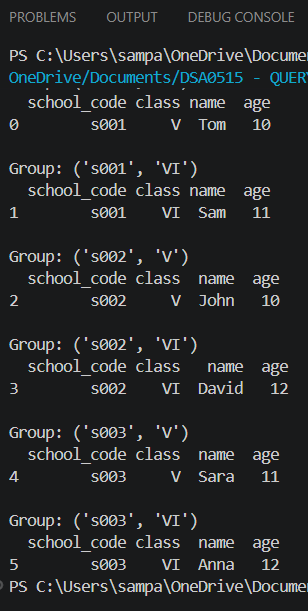 PROBLEMS OUTPUT DEBUG CONSOLE
PS C:\Users\sampa\OneDrive\Docume
OneDrive/Documents/DSA0515 - QUER
  school_code class name  age
0        s001     V  Tom   10

Group: ('s001', 'VI')
  school_code class name  age
1        s001    VI  Sam   11

Group: ('s002', 'V')
  school_code class  name  age
2        s002     V  John   10

Group: ('s002', 'VI')
  school_code class   name  age
3        s002    VI  David   12

Group: ('s003', 'V')
  school_code class  name  age
4        s003     V  Sara   11

Group: ('s003', 'VI')
  school_code class  name  age
5        s003    VI  Anna   12
PS C:\Users\sampa\OneDrive\Docume